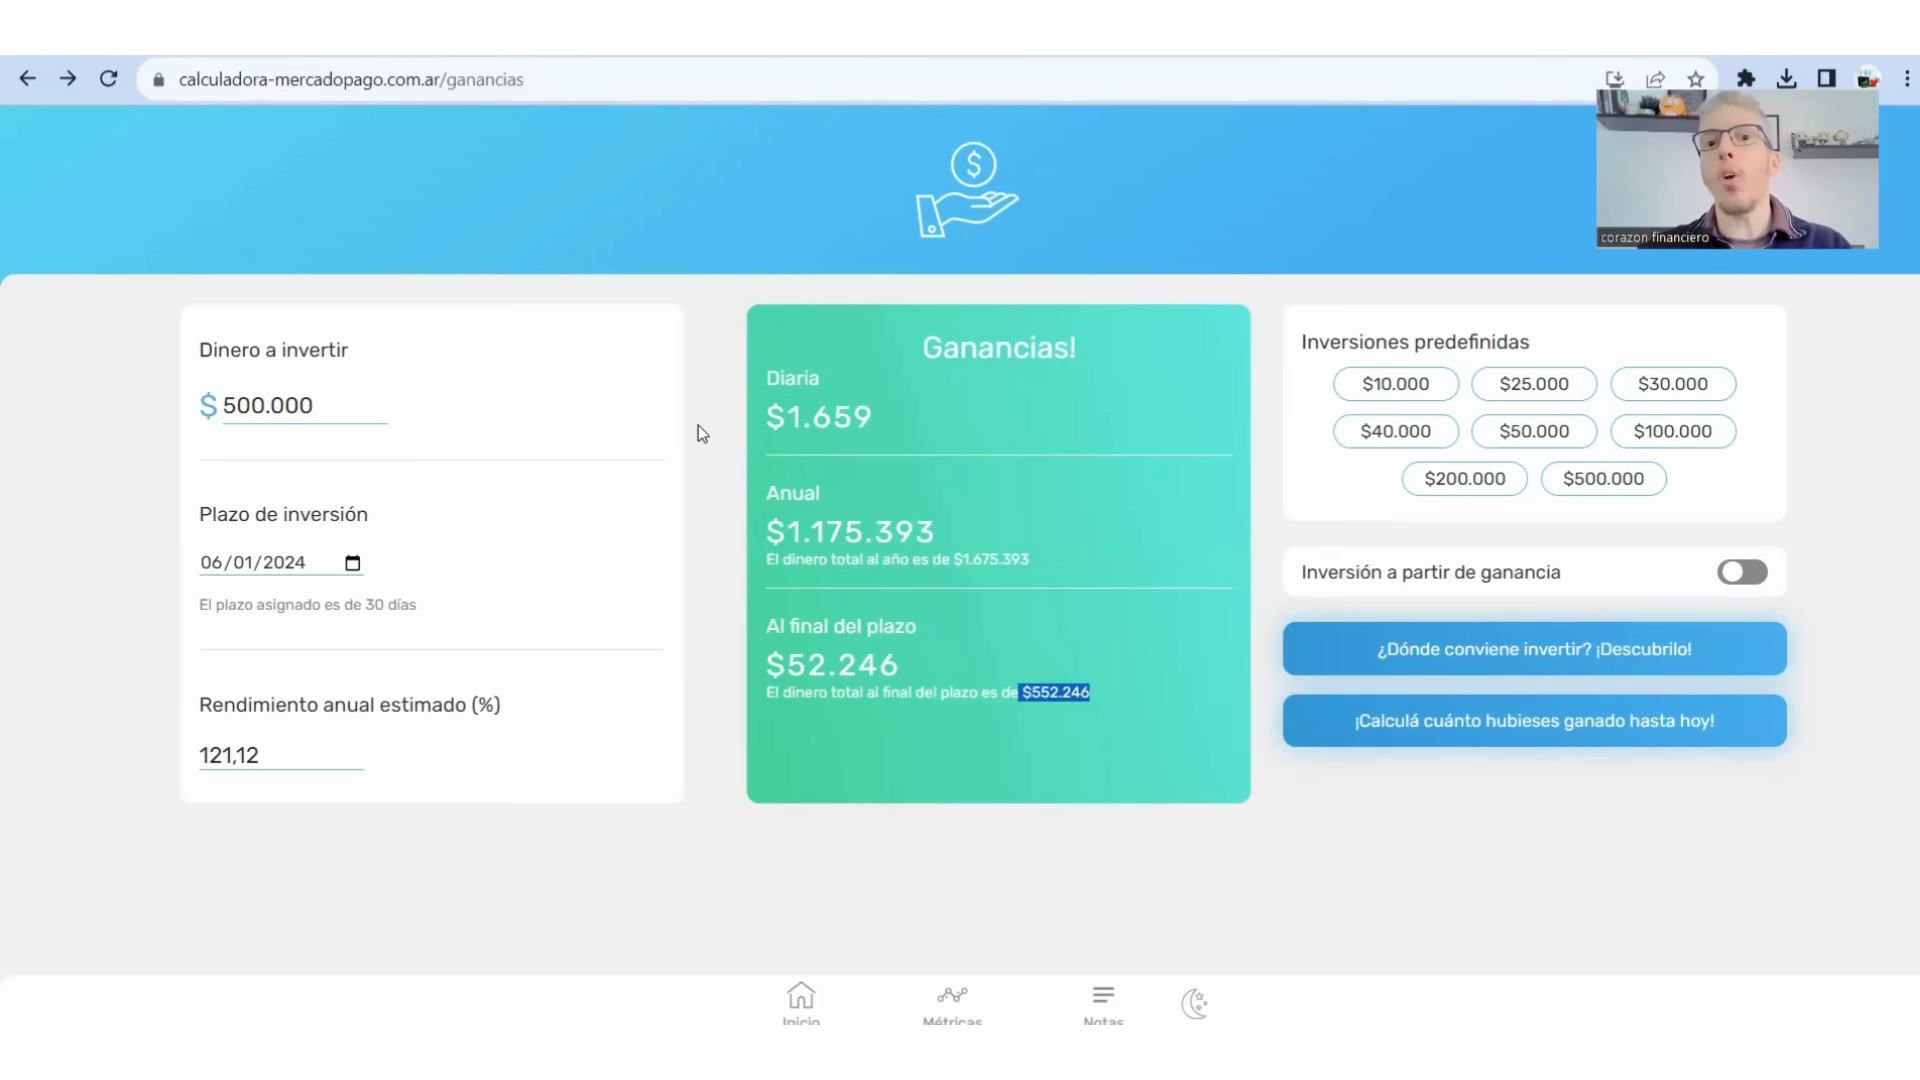 calculadora-mercadopago.com.ar/ganancias
corazon financiero
Dinero a invertir
$ 500.000
Plazo de inversión
06/01/2024
El plazo asignado es de 30 días
Rendimiento anual estimado (%)
121,12
Ganancias!
Diaria
$1.659
Anual
$1.175.393
El dinero total al año es de $1.675.393
Al final del plazo
$52.246
El dinero total al final del plazo es de $552.246
Inversiones predefinidas
$10.000 $25.000 $30.000
$40.000 $50.000 $100.000
$200.000 $500.000
Inversión a partir de ganancia
¿Dónde conviene invertir? ¡Descubrilo!
¡Calculá cuánto hubieses ganado hasta hoy!
Inicio Métricas Notas